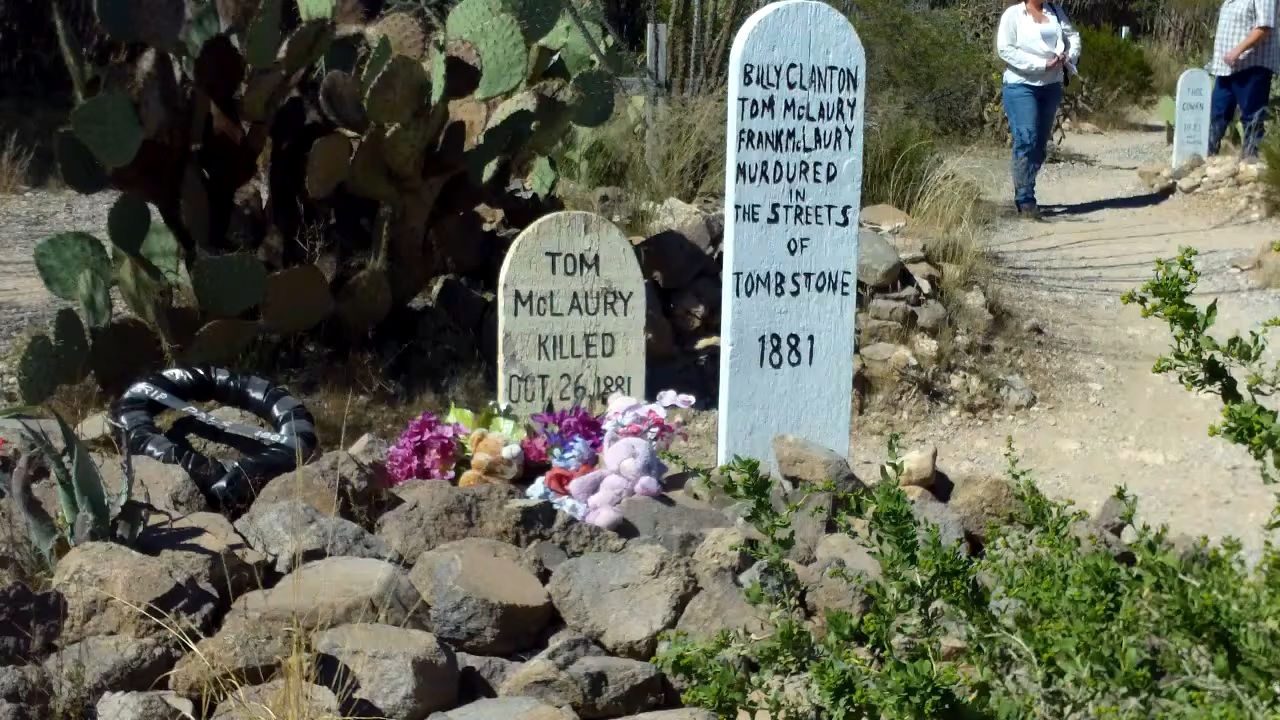 BILLY CLANTON
TOM McLAURY
FRANK McLAURY
MURDURED
IN
THE STREETS
OF
TOMBSTONE
1881
TOM
McLAURY
KILLED
OCT 26, 1881